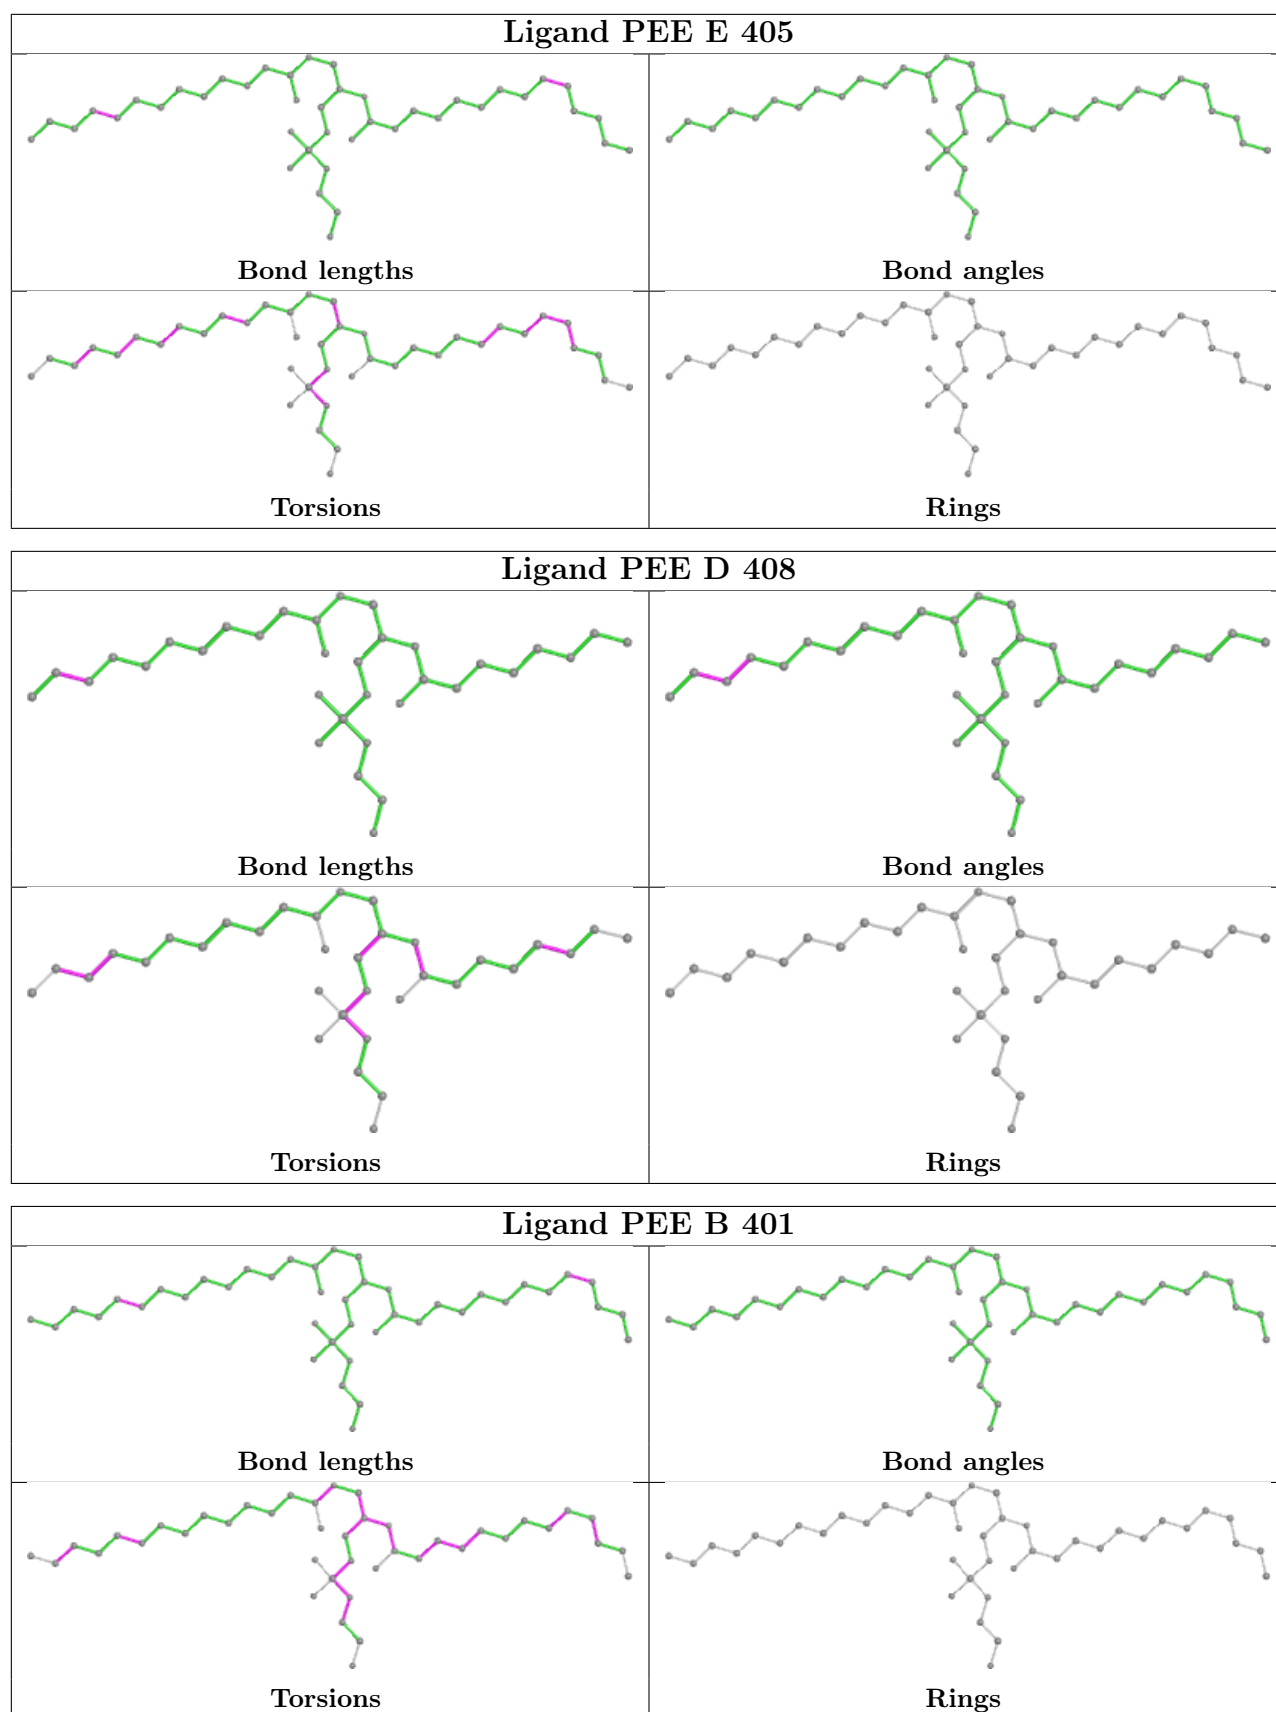 Ligand PEE E 405
Bond lengths
Bond angles
Torsions
Rings
Ligand PEE D 408
Bond lengths
Bond angles
Torsions
Rings
Ligand PEE B 401
Bond lengths
Bond angles
Torsions
Rings